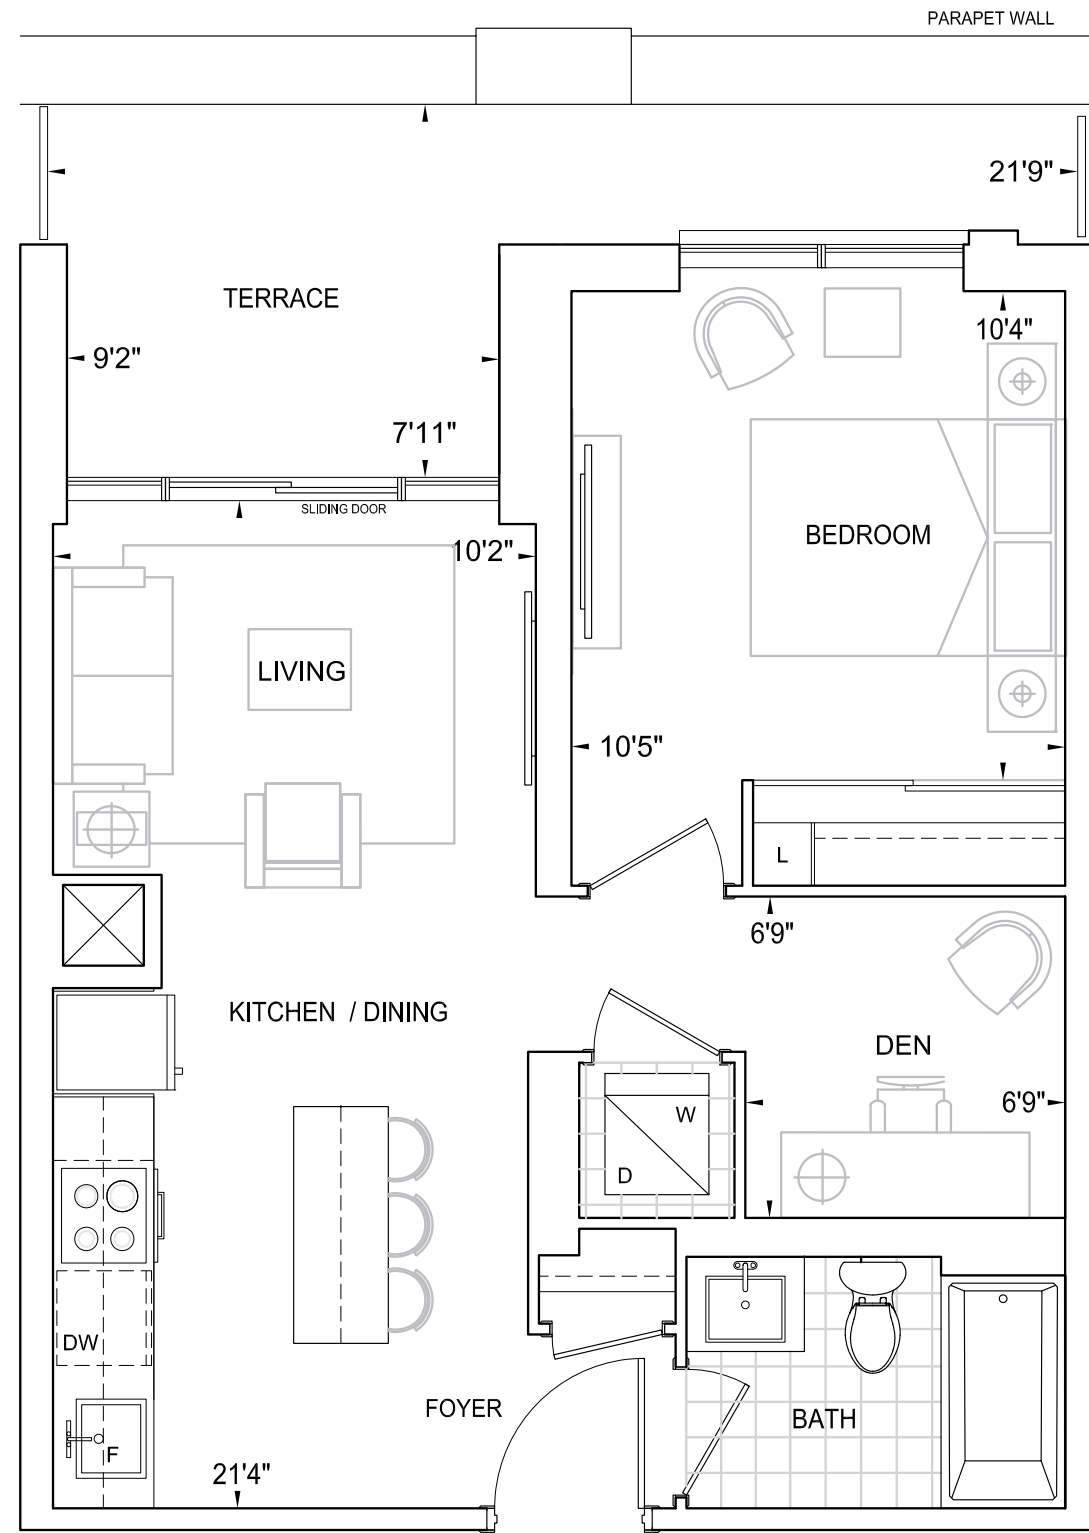 PARAPET WALL
21'9"
TERRACE
10'4"
9'2"
7'11"
SLIDING DOOR
BEDROOM
10'2"
LIVING
10'5"
L
6'9"
KITCHEN / DINING
DEN
6'9"
W
D
DW
FOYER
BATH
F
21'4"